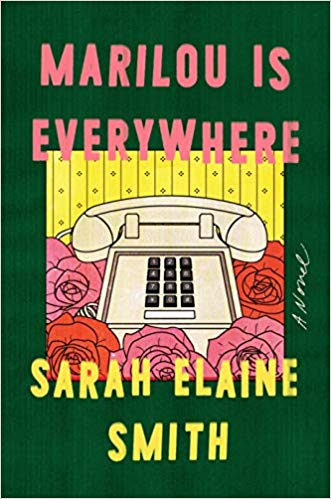 MARILOU IS
EVERYWHERE
A Novel
SARAH ELAINE
SMITH